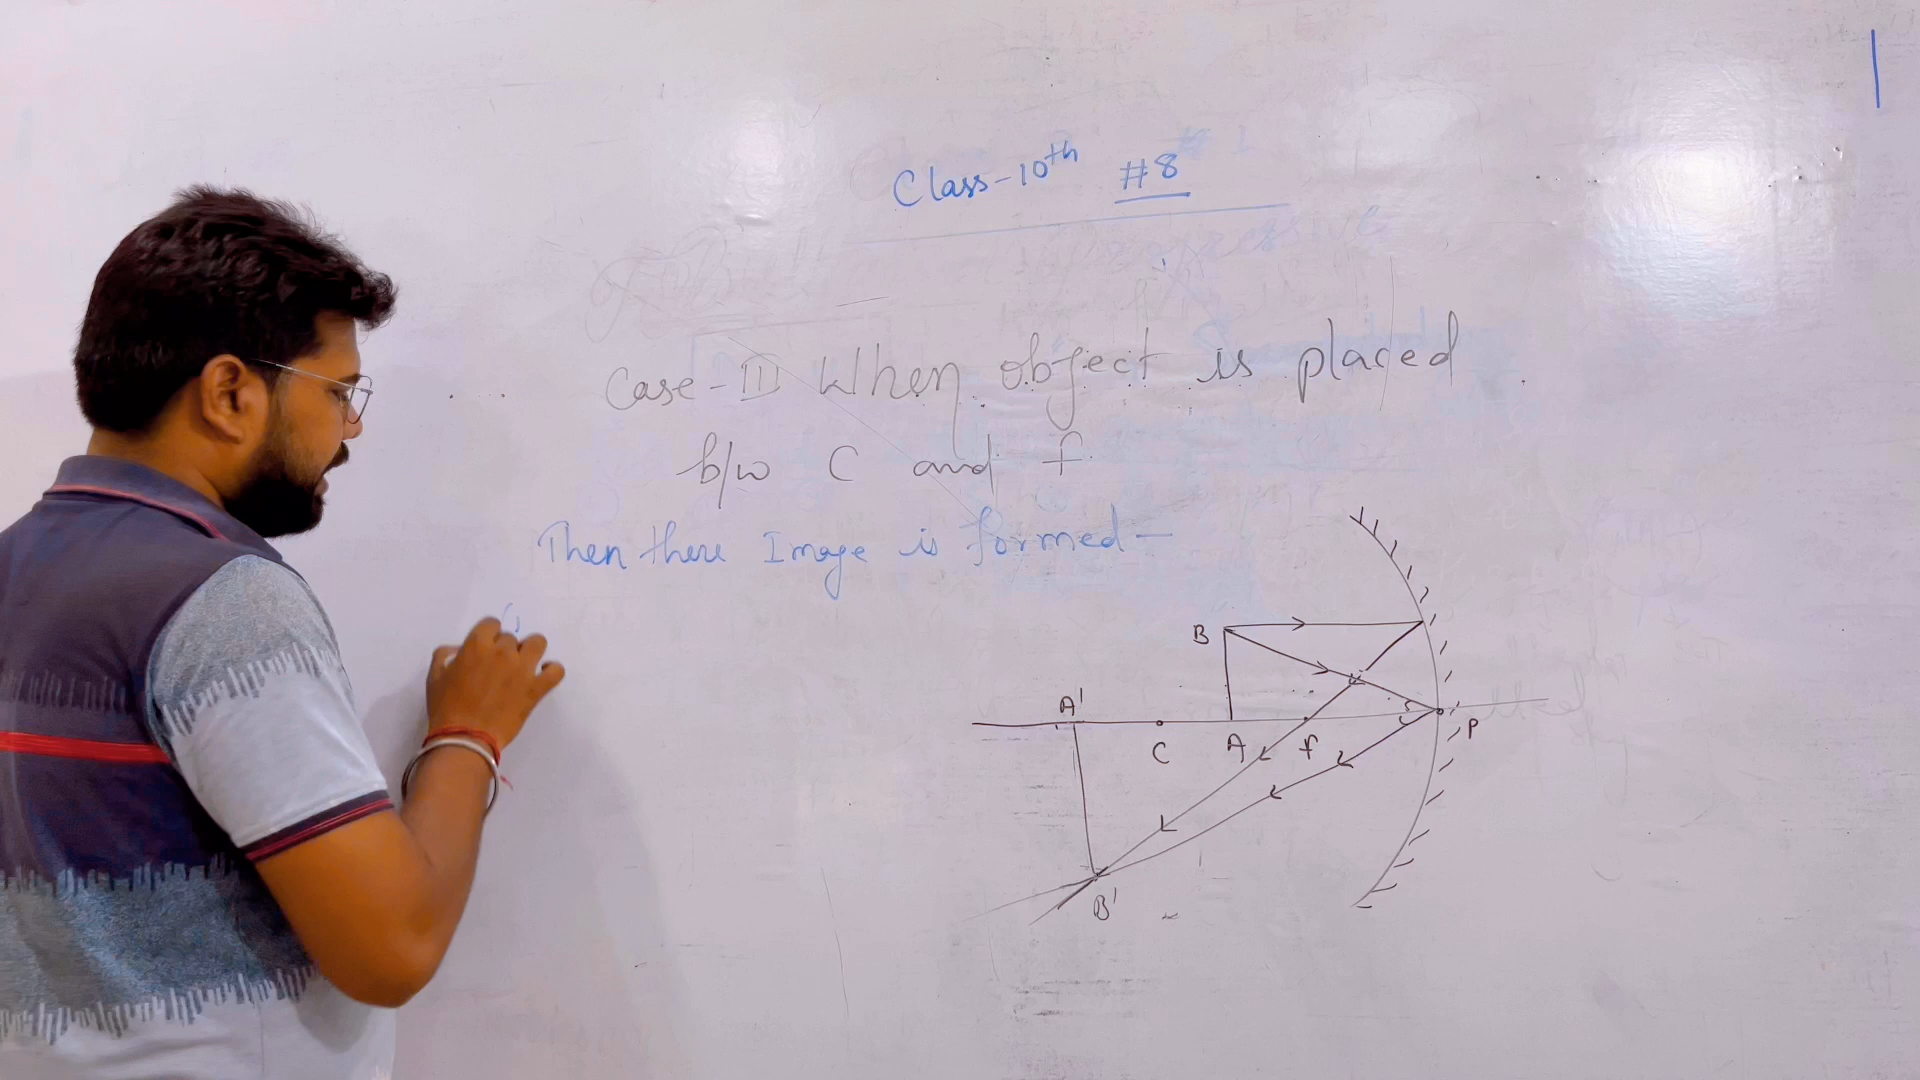 Class-10th #8
Case-III When object is placed
b/w C and f
Then there Image is formed-
B
A'
C A f P
B'